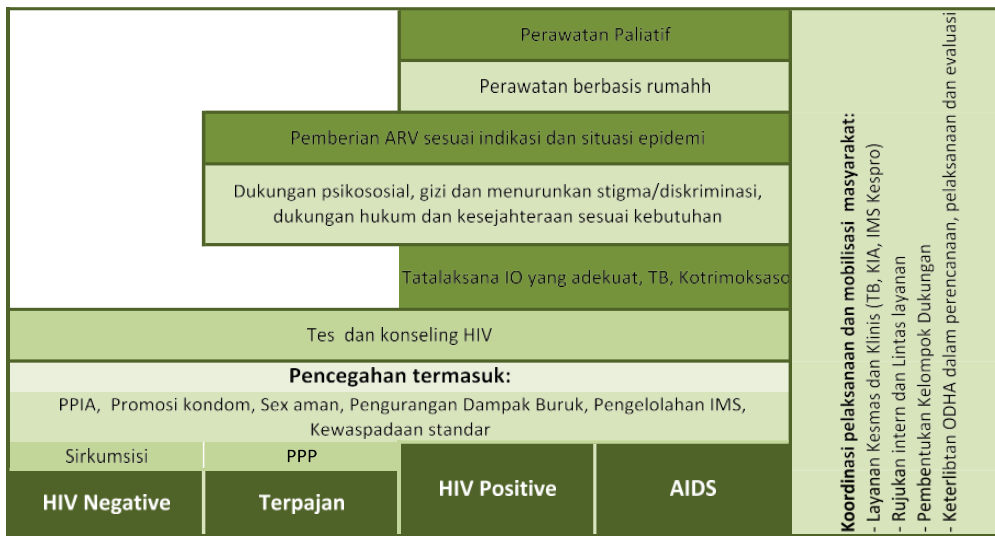 Perawatan Paliatif
Perawatan berbasis rumahh
Pemberian ARV sesuai indikasi dan situasi epidemi
Dukungan psikososial, gizi dan menurunkan stigma/diskriminasi,
dukungan hukum dan kesejahteraan sesuai kebutuhan
Tatalaksana IO yang adekuat, TB, Kotrimoksaso
Tes dan konseling HIV
Pencegahan termasuk:
PPIA, Promosi kondom, Sex aman, Pengurangan Dampak Buruk, Pengelolahan IMS,
Kewaspadaan standar
Sirkumsisi
PPP
HIV Negative
Terpajan
HIV Positive
AIDS
Koordinasi pelaksanaan dan mobilisasi masyarakat:
- Layanan Kesmas dan Klinis (TB, KIA, IMS Kespro)
- Rujukan intern dan Lintas layanan
- Pembentukan Kelompok Dukungan
- Keterlibtan ODHA dalam perencanaan, pelaksanaan dan evaluasi